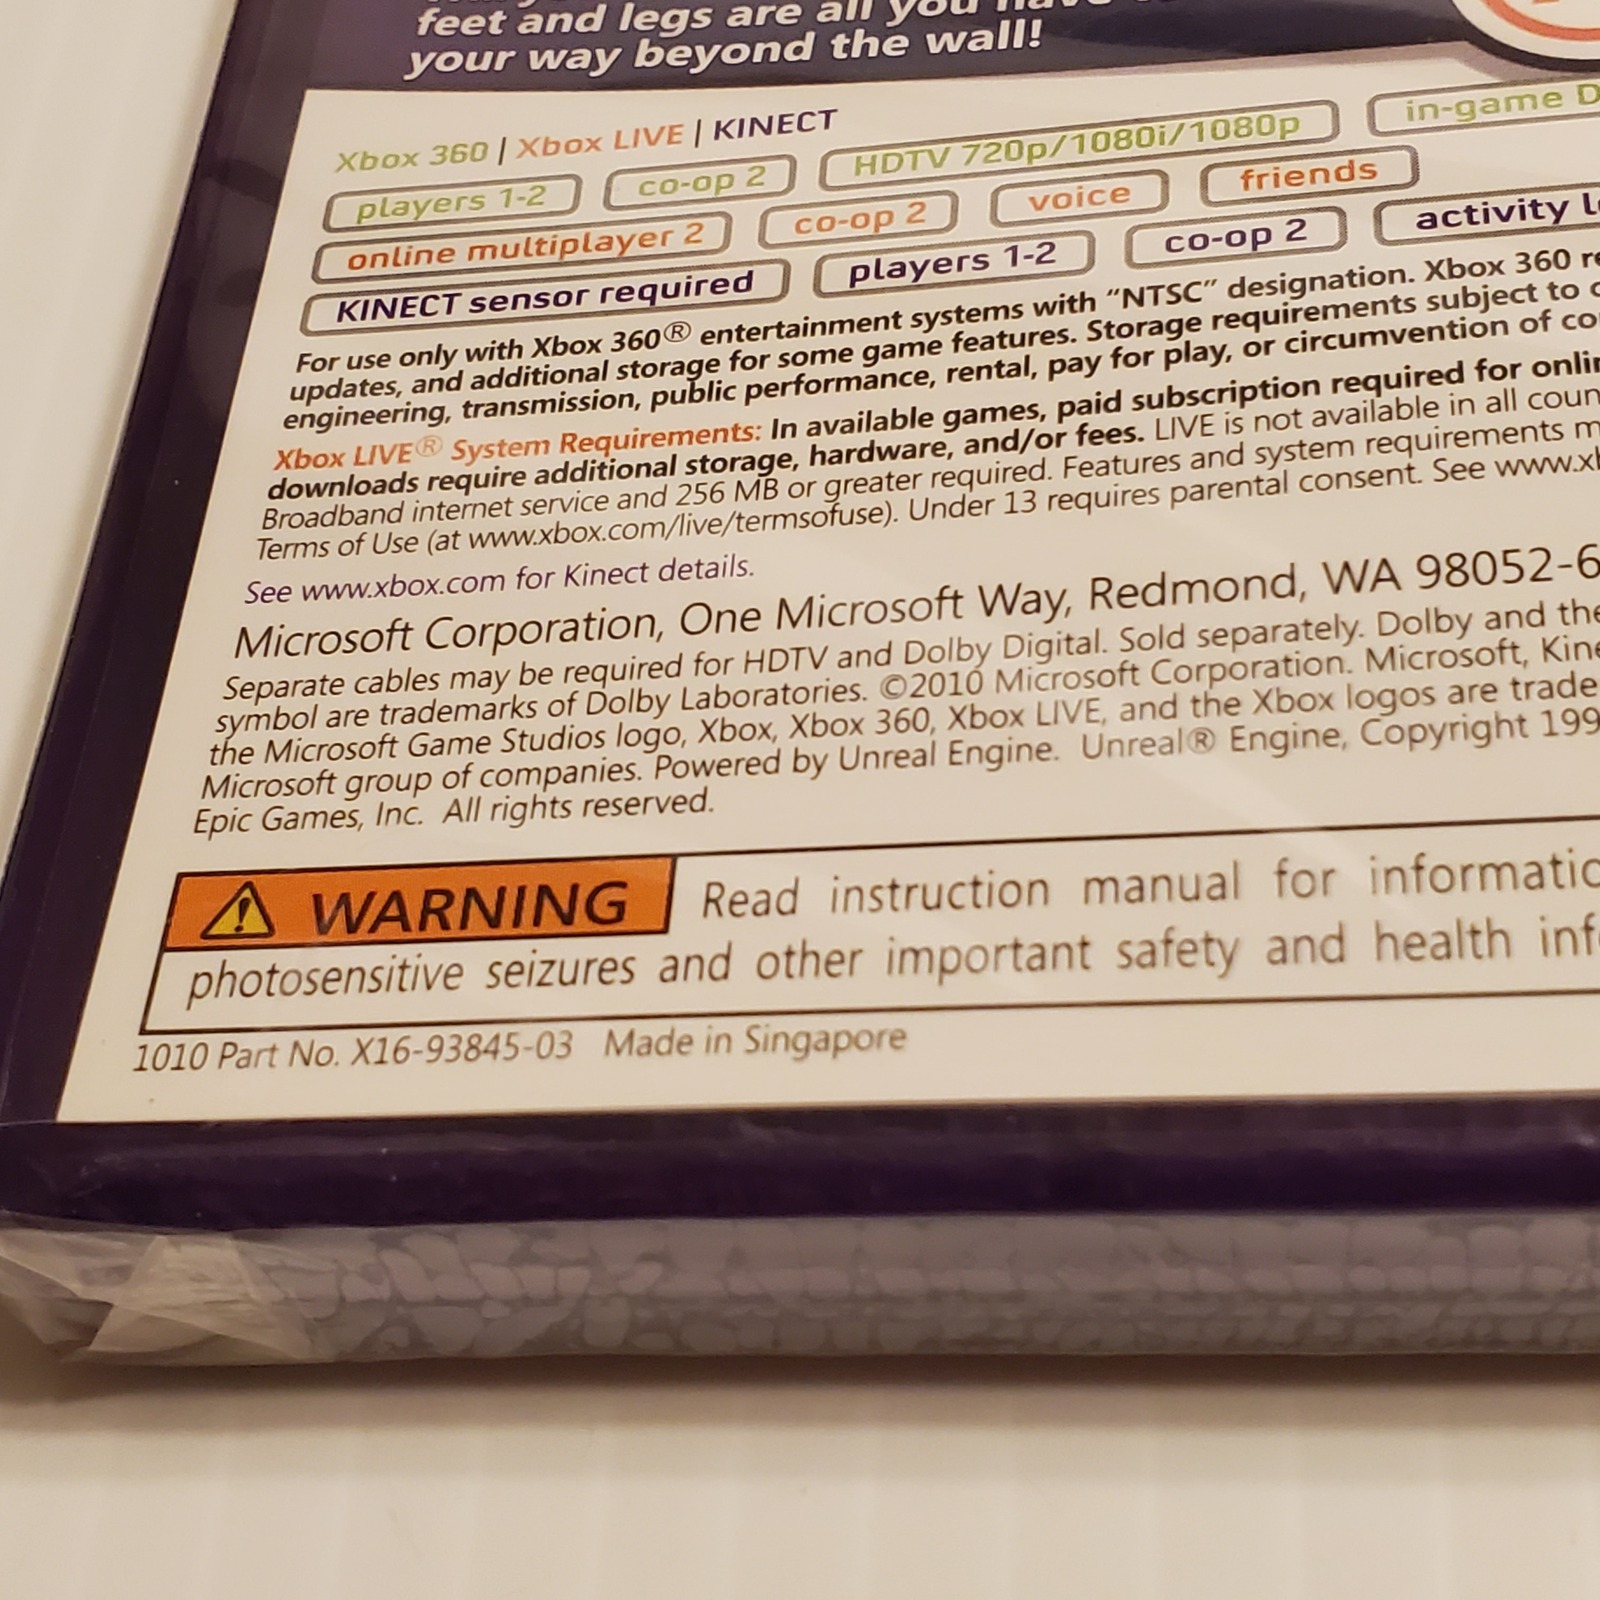 feet and legs are all you
your way beyond the wall!
Xbox 360 | Xbox LIVE | KINECT
players 1-2 co-op 2 HDTV 720p/1080i/1080p in-game D
online multiplayer 2 co-op 2 voice friends
KINECT sensor required players 1-2 co-op 2 activity
For use only with Xbox 360® entertainment systems with “NTSC” designation. Xbox 360 re
updates, and additional storage for some game features. Storage requirements subject to
engineering, transmission, public performance, rental, pay for play, or circumvention of co
Xbox LIVE® System Requirements: In available games, paid subscription required for onlin
downloads require additional storage, hardware, and/or fees. LIVE is not available in all coun
Broadband internet service and 256 MB or greater required. Features and system requirements m
Terms of Use (at www.xbox.com/live/termsofuse). Under 13 requires parental consent. See www.xb
See www.xbox.com for Kinect details.
Microsoft Corporation, One Microsoft Way, Redmond, WA 98052-6
Separate cables may be required for HDTV and Dolby Digital. Sold separately. Dolby and the
symbol are trademarks of Dolby Laboratories. ©2010 Microsoft Corporation. Microsoft, Kine
the Microsoft Game Studios logo, Xbox, Xbox 360, Xbox LIVE, and the Xbox logos are trade
Microsoft group of companies. Powered by Unreal Engine. Unreal® Engine, Copyright 199
Epic Games, Inc. All rights reserved.
WARNING Read instruction manual for informatio
photosensitive seizures and other important safety and health inf
1010 Part No. X16-93845-03 Made in Singapore